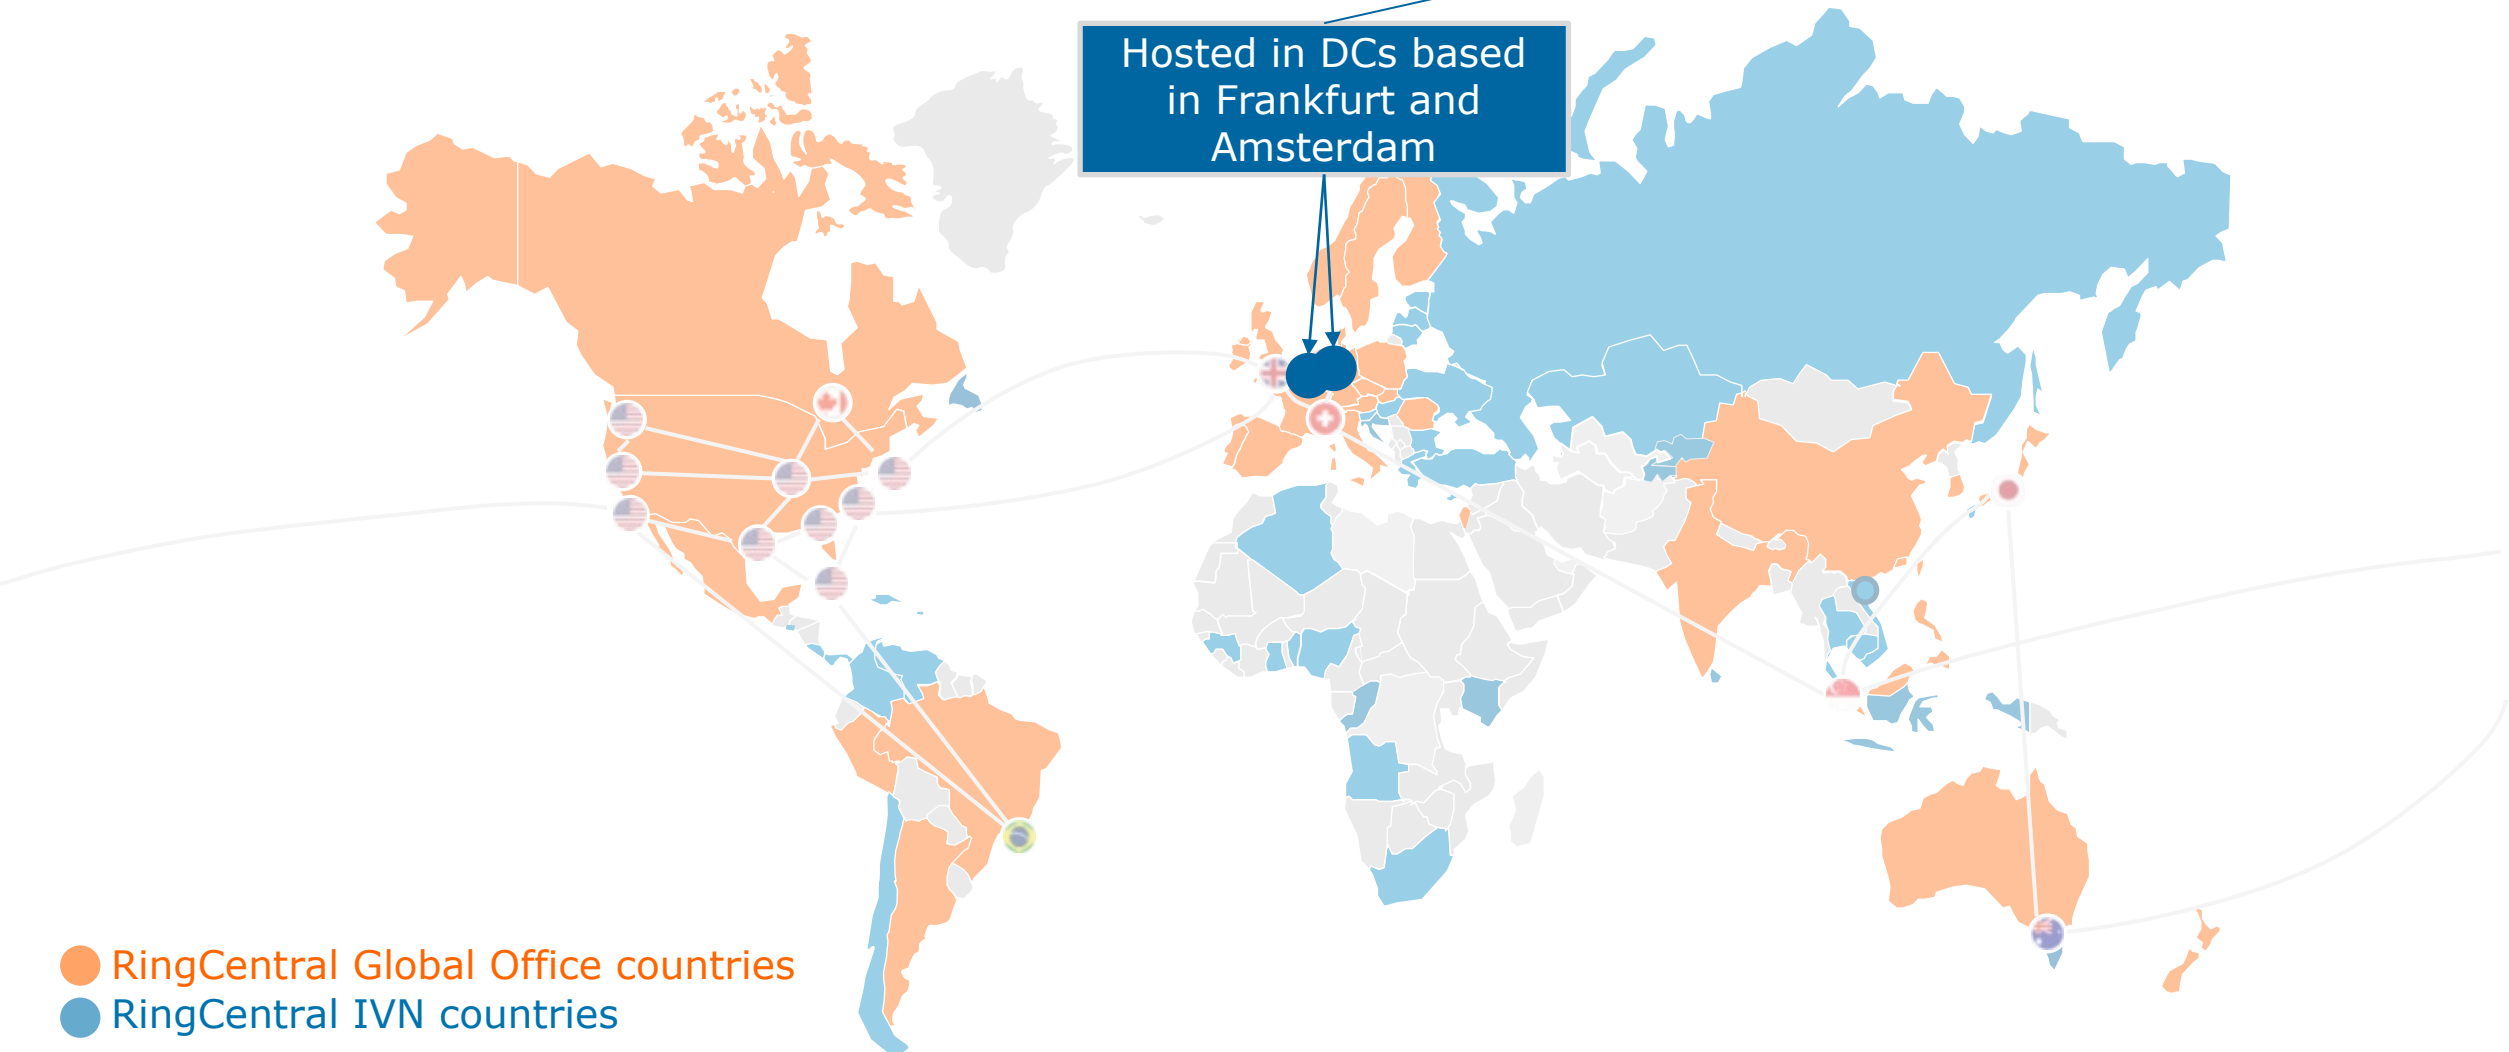 Hosted in DCs based
in Frankfurt and
Amsterdam
RingCentral Global Office countries
RingCentral IVN countries